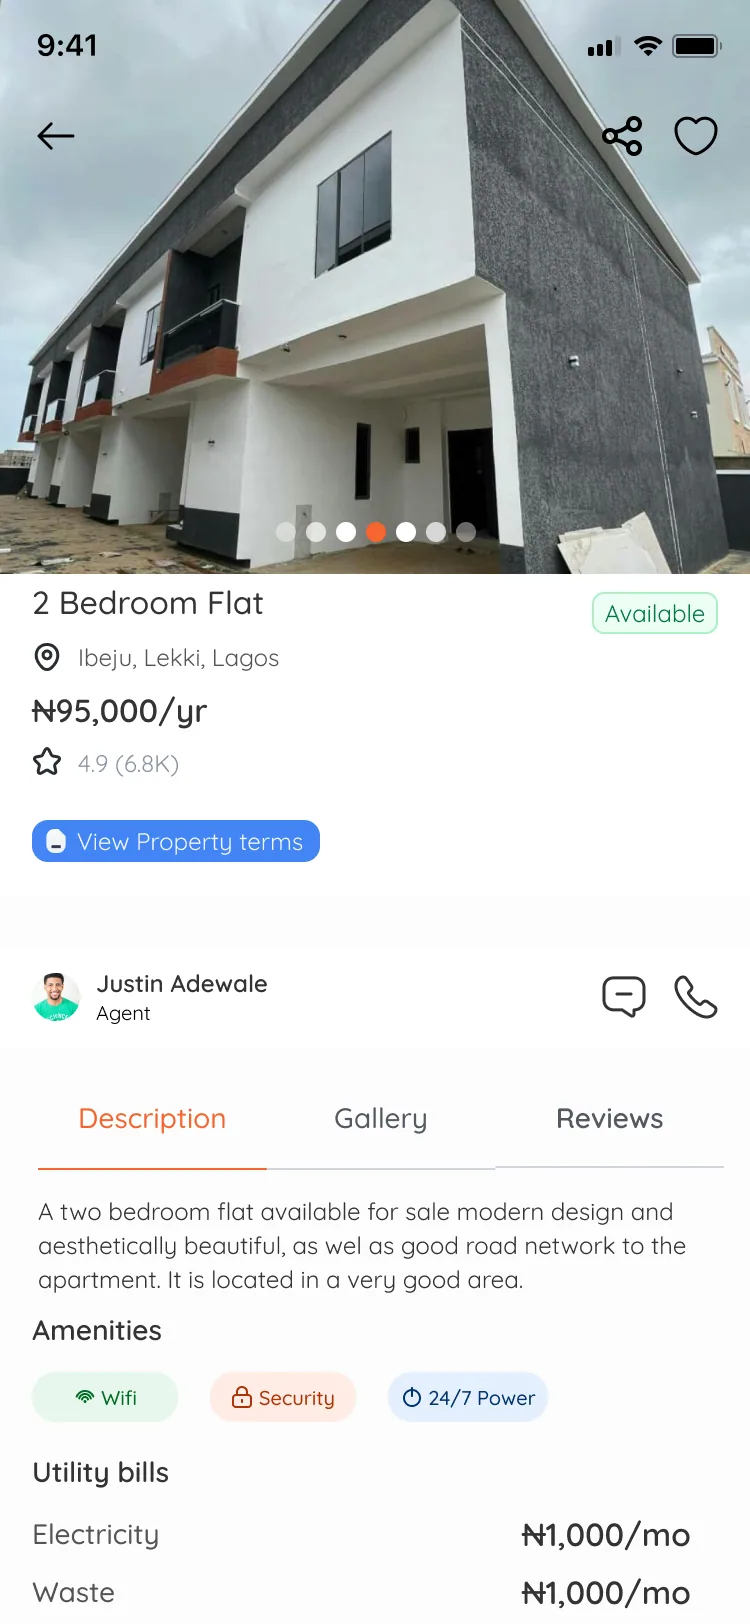 9:41
2 Bedroom Flat
Available
Ibeju, Lekki, Lagos
₦95,000/yr
4.9 (6.8K)
View Property terms
Justin Adewale
Agent
Description Gallery Reviews
A two bedroom flat available for sale modern design and
aesthetically beautiful, as wel as good road network to the
apartment. It is located in a very good area.
Amenities
Wifi Security 24/7 Power
Utility bills
Electricity ₦1,000/mo
Waste ₦1,000/mo